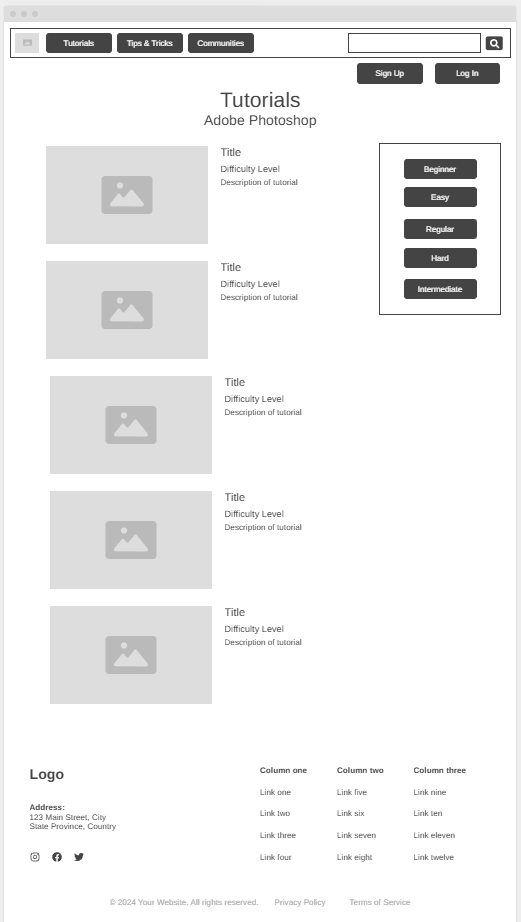 Tutorials
Tips & Tricks
Communities
Sign Up
Log In
Tutorials
Adobe Photoshop
Title
Difficulty Level
Description of tutorial
Title
Difficulty Level
Description of tutorial
Title
Difficulty Level
Description of tutorial
Title
Difficulty Level
Description of tutorial
Title
Difficulty Level
Description of tutorial
Beginner
Easy
Regular
Hard
Intermediate
Logo
Address:
123 Main Street, City
State Province, Country
Column one
Link one
Link two
Link three
Link four
Column two
Link five
Link six
Link seven
Link eight
Column three
Link nine
Link ten
Link eleven
Link twelve
© 2024 Your Website. All rights reserved.
Privacy Policy
Terms of Service